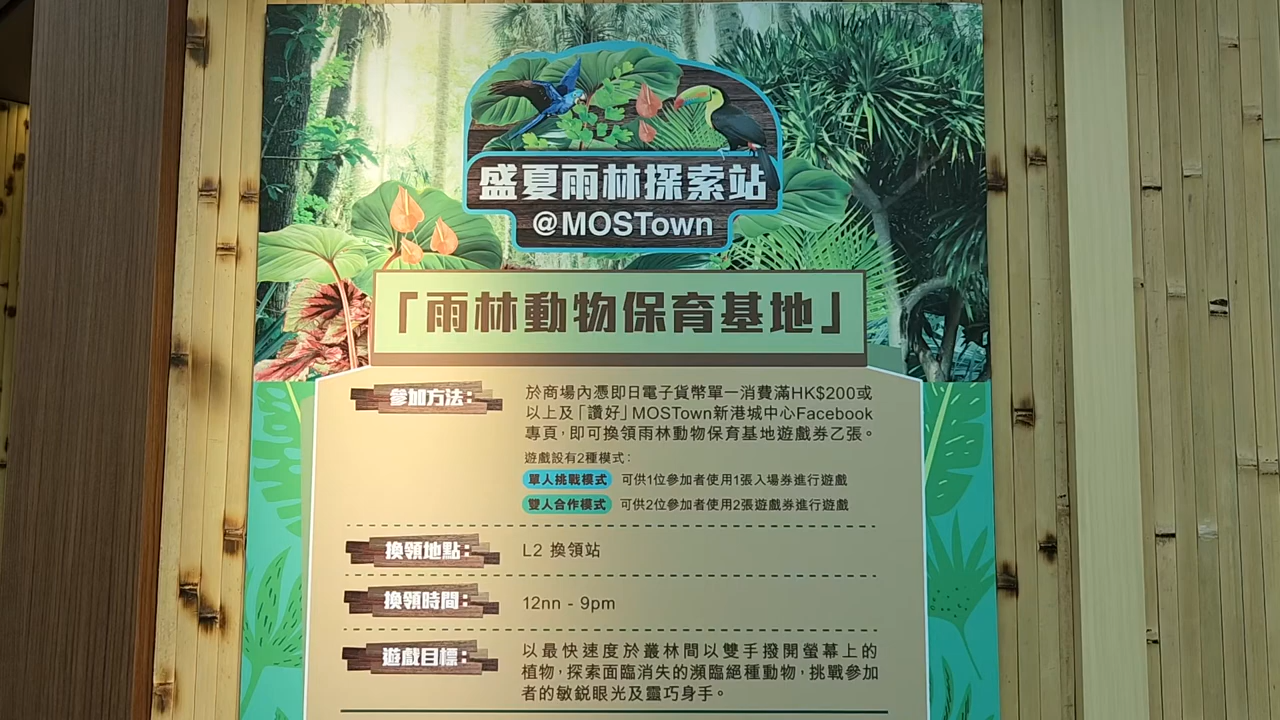 盛夏雨林探索站
@MOSTown
「雨林動物保育基地」
參加方法：
於商場內憑即日電子貨幣單一消費滿HK$200或
以上及「讚好」MOSTown新港城中心Facebook
專頁，即可換領雨林動物保育基地遊戲券乙張。
遊戲設有2種模式：
單人挑戰模式 可供1位參加者使用1張入場券進行遊戲
雙人合作模式 可供2位參加者使用2張遊戲券進行遊戲
換領地點： L2 換領站
換領時間： 12nn - 9pm
遊戲目標：
以最快速度於叢林間以雙手撥開螢幕上的
植物，探索面臨消失的瀕臨絕種動物，挑戰參加
者的敏銳眼光及靈巧身手。